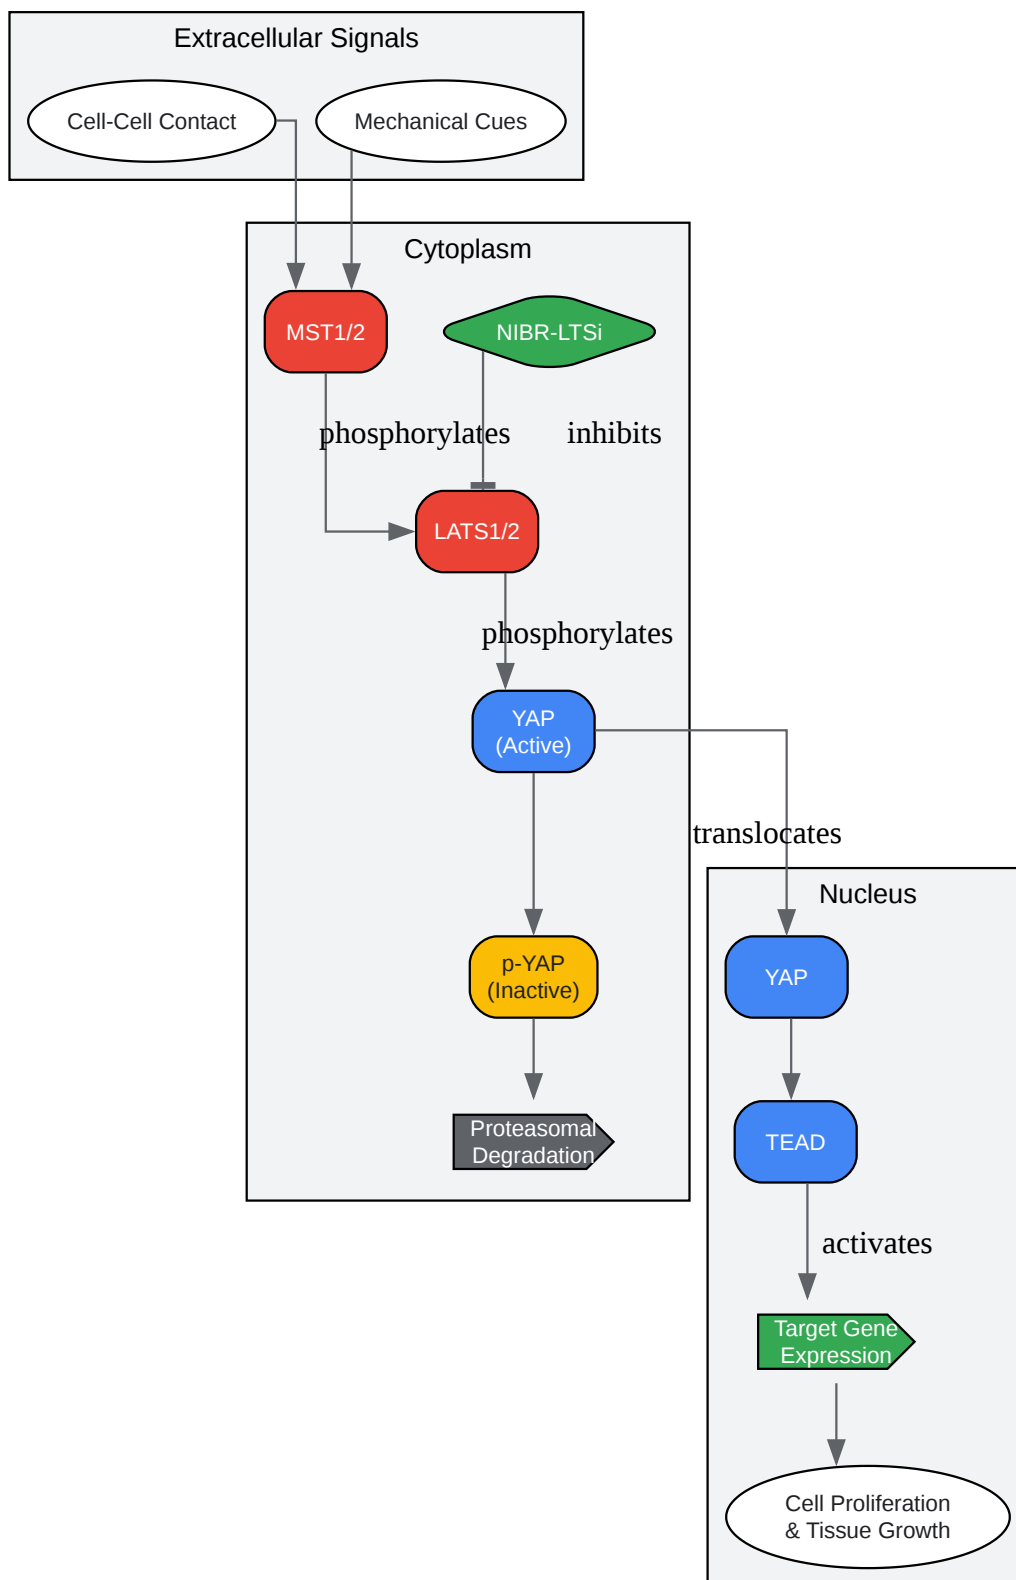 Extracellular Signals
Cell-Cell Contact
Mechanical Cues
Cytoplasm
MST1/2
NIBR-LTSi
phosphorylates
inhibits
LATS1/2
phosphorylates
YAP
(Active)
translocates
Nucleus
p-YAP
(Inactive)
YAP
Proteasomal
Degradation
TEAD
activates
Target Gene
Expression
Cell Proliferation
& Tissue Growth